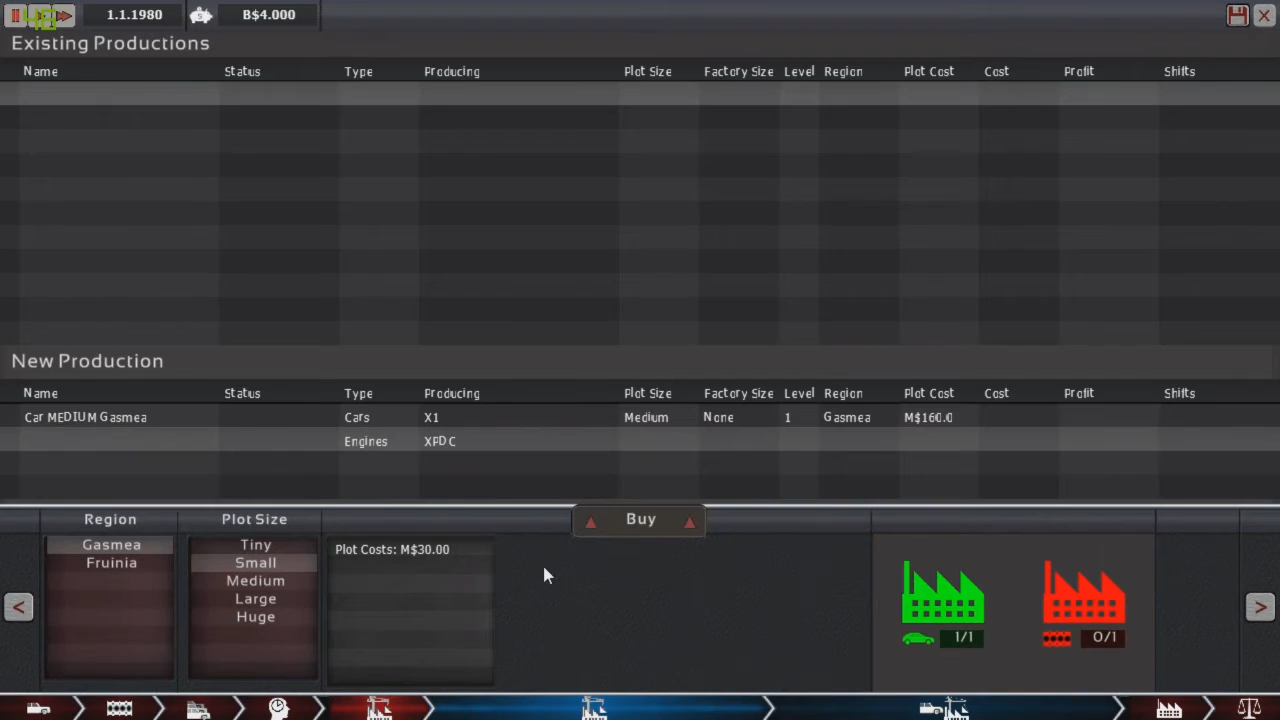 48
1.1.1980
B$4.000
Existing Productions
Name Status Type Producing Plot Size Factory Size Level Region Plot Cost Cost Profit Shifts
New Production
Name Status Type Producing Plot Size Factory Size Level Region Plot Cost Cost Profit Shifts
Car MEDIUM Gasmea Cars X1 Medium None 1 Gasmea M$160.0
Engines XPDC
Region
Gasmea
Fruinia
Plot Size
Tiny
Small
Medium
Large
Huge
Plot Costs: M$30.00
Buy
1/1
0/1